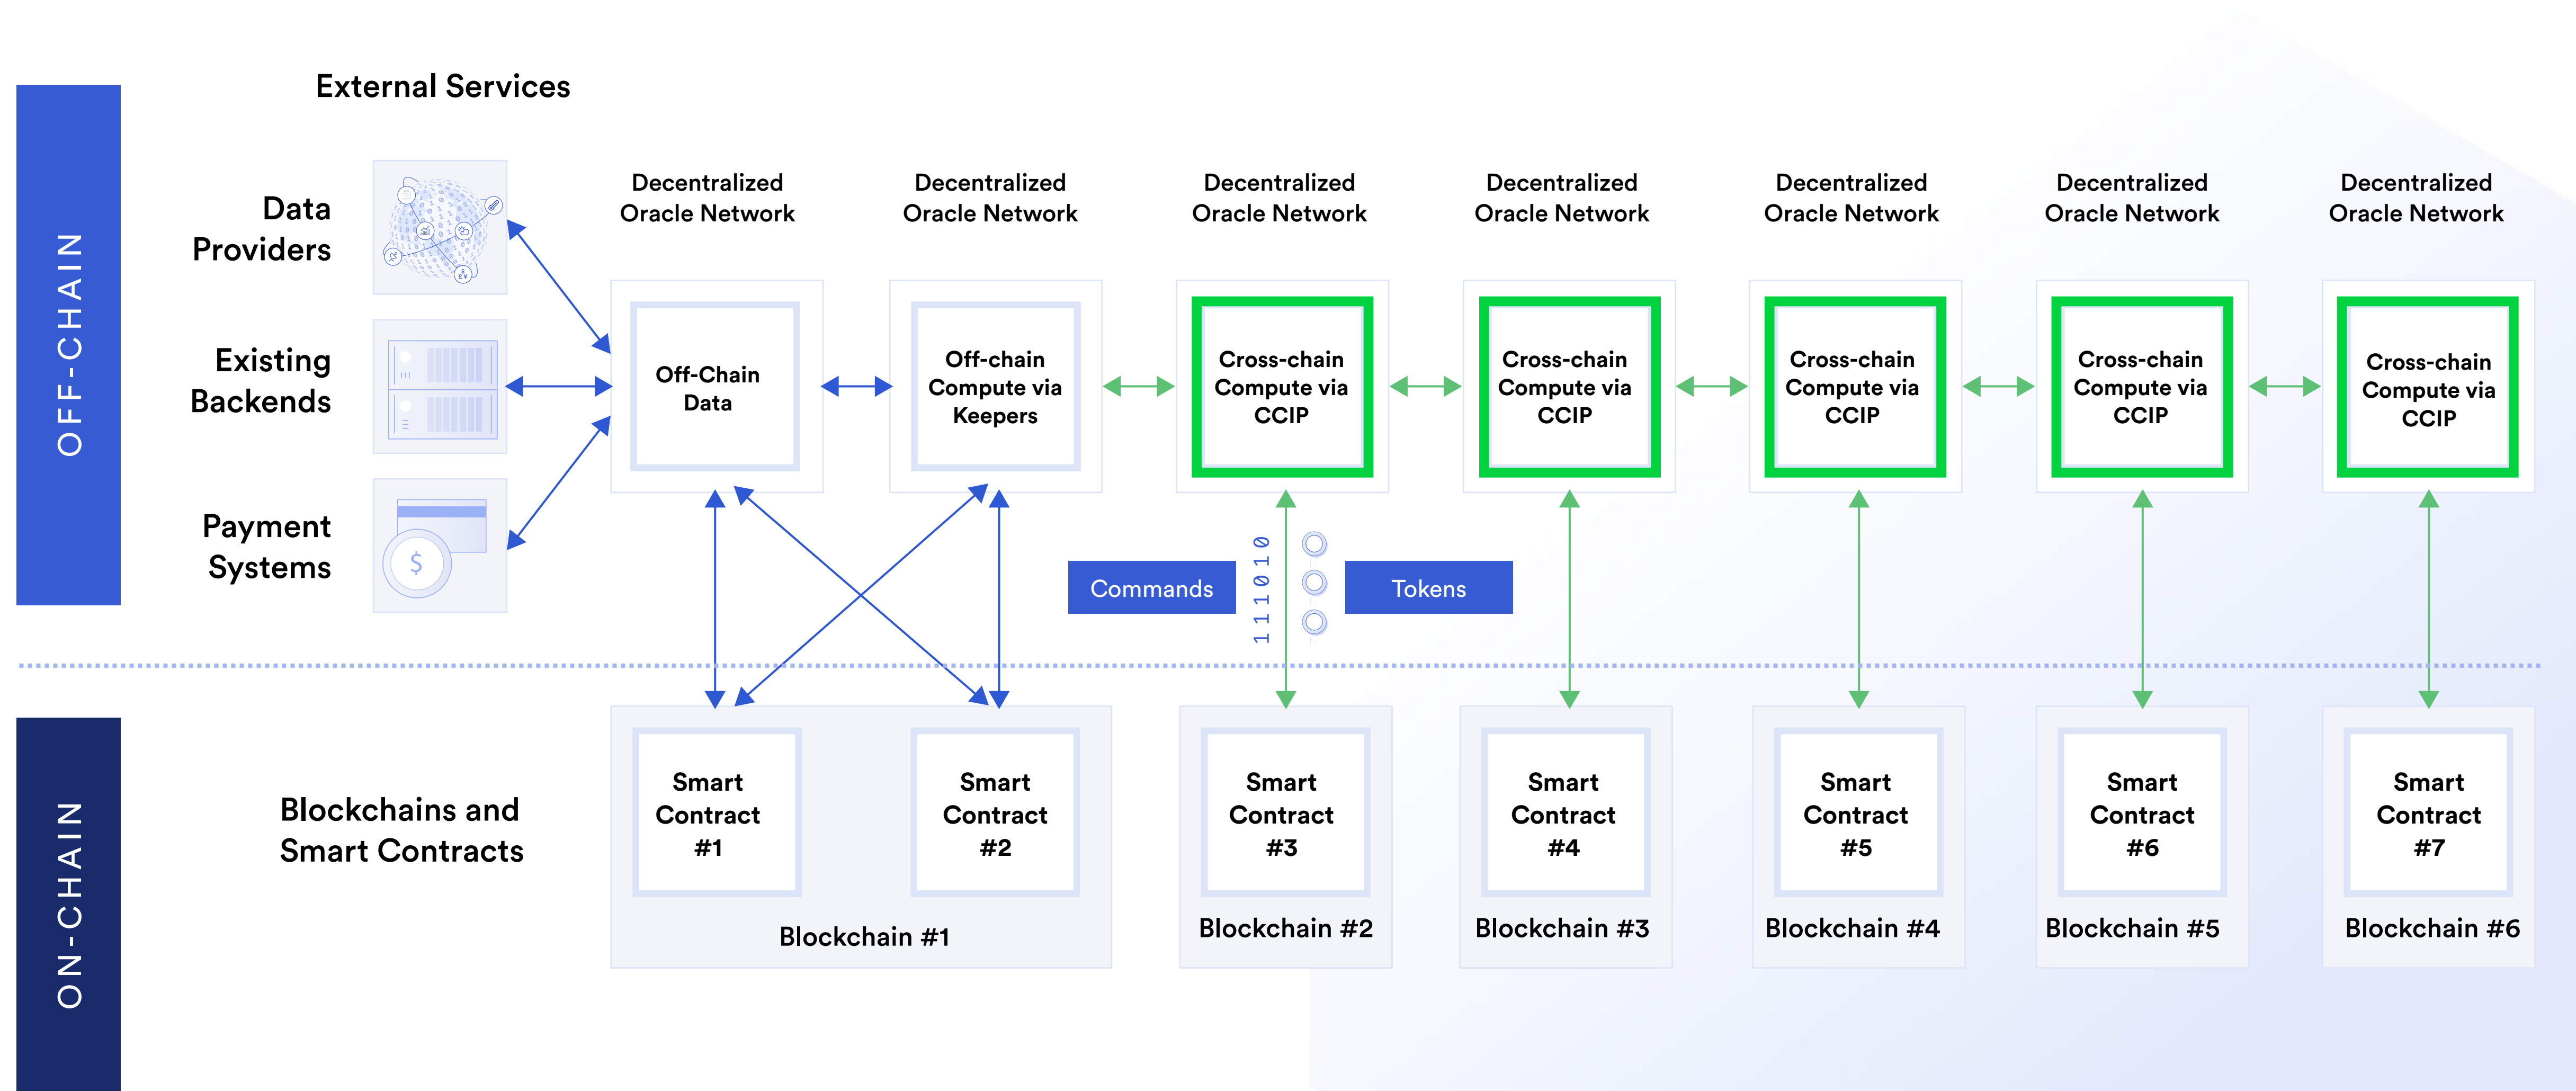 External Services
OFF-CHAIN
Data
Providers
Existing
Backends
Payment
Systems
$
Decentralized
Oracle Network
Decentralized
Oracle Network
Decentralized
Oracle Network
Decentralized
Oracle Network
Decentralized
Oracle Network
Decentralized
Oracle Network
Decentralized
Oracle Network
Off-Chain
Data
Off-chain
Compute via
Keepers
Cross-chain
Compute via
CCIP
Cross-chain
Compute via
CCIP
Cross-chain
Compute via
CCIP
Cross-chain
Compute via
CCIP
Cross-chain
Compute via
CCIP
Commands
111010
Tokens
ON-CHAIN
Blockchains and
Smart Contracts
Smart
Contract
#1
Smart
Contract
#2
Blockchain #1
Smart
Contract
#3
Blockchain #2
Smart
Contract
#4
Blockchain #3
Smart
Contract
#5
Blockchain #4
Smart
Contract
#6
Blockchain #5
Smart
Contract
#7
Blockchain #6